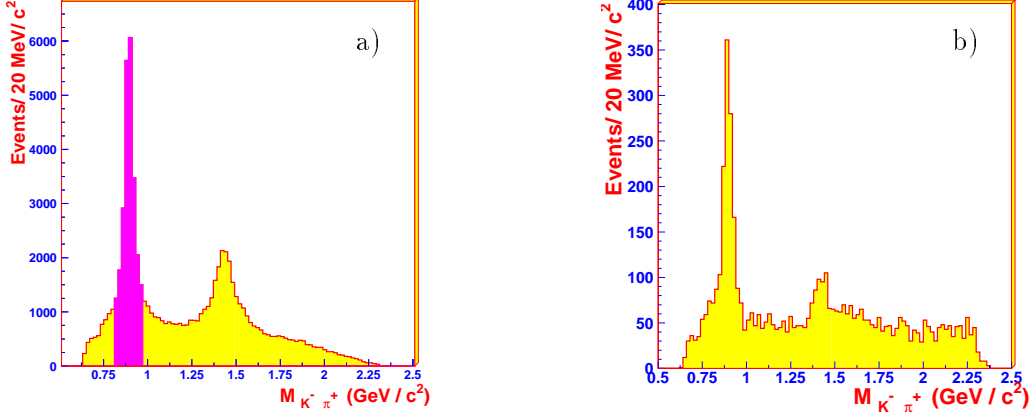 a)
Events/ 20 MeV/ c²
6000
5000
4000
3000
2000
1000
0
0.75 1 1.25 1.5 1.75 2 2.25 2.5
M K⁻ π⁺ (GeV / c²)
b)
Events/ 20 MeV/ c²
400
350
300
250
200
150
100
50
0
0.5 0.75 1 1.25 1.5 1.75 2 2.25 2.5
M K⁻ π⁺ (GeV / c²)